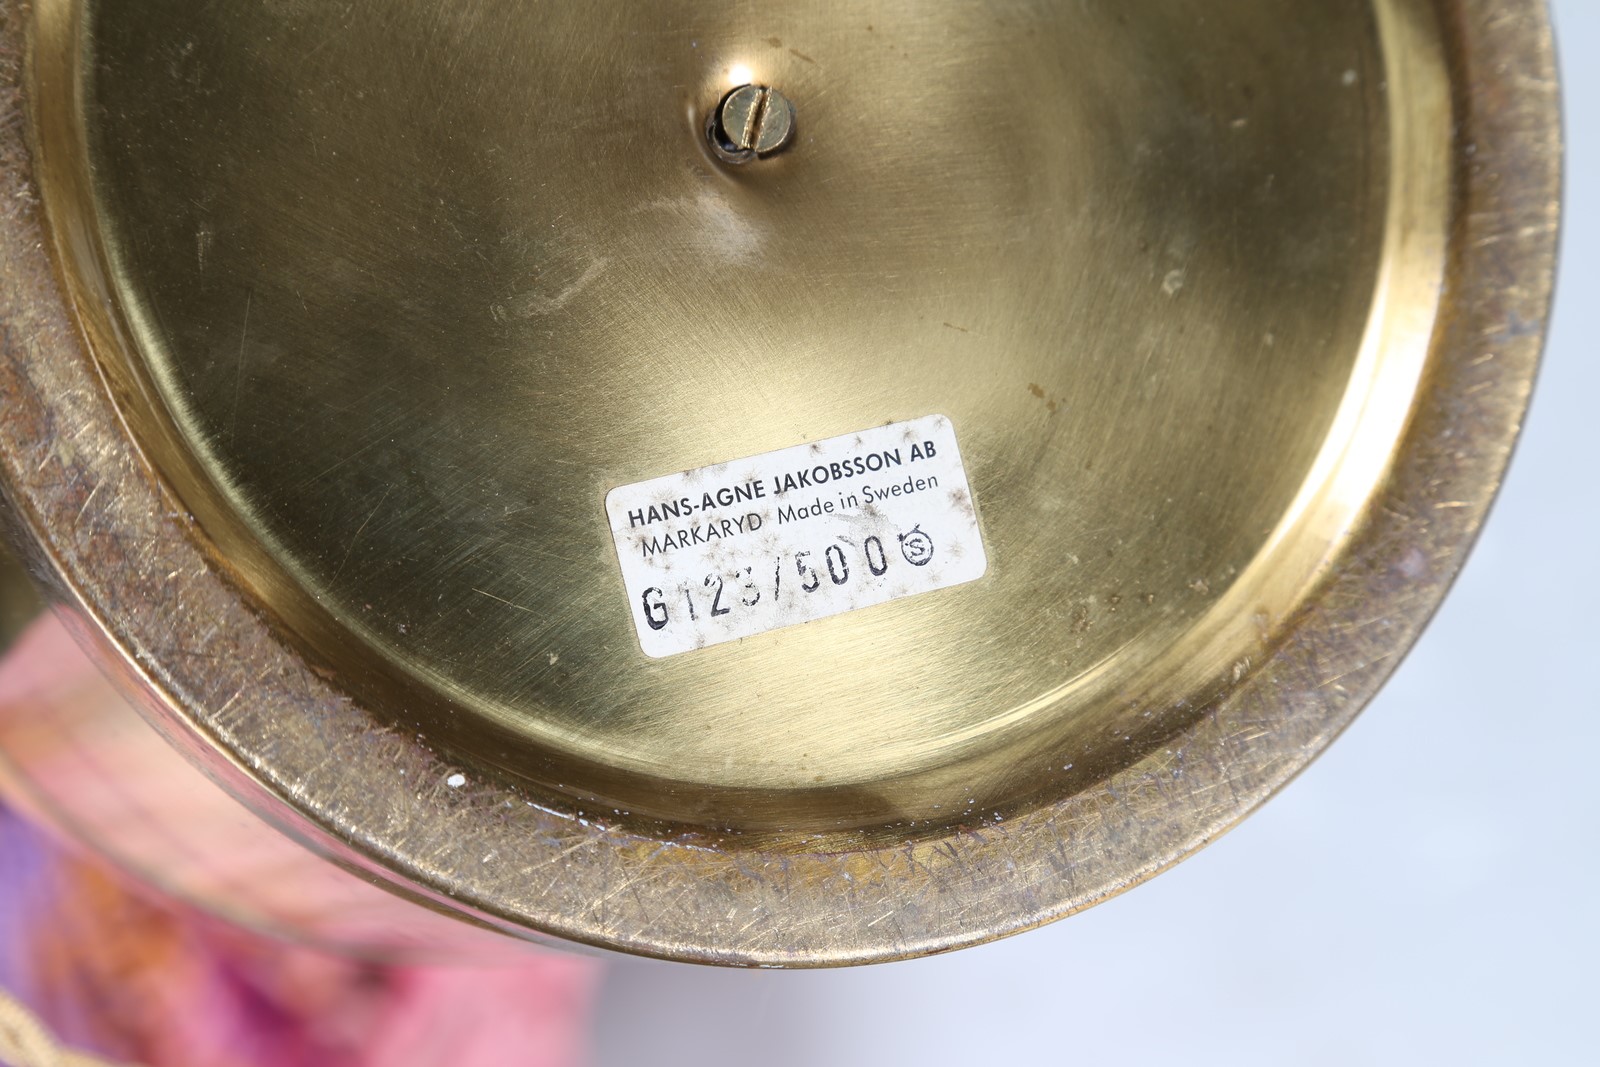 HANS-AGNE JAKOBSSON AB
MARKARYD Made in Sweden
G123/500 Ⓢ